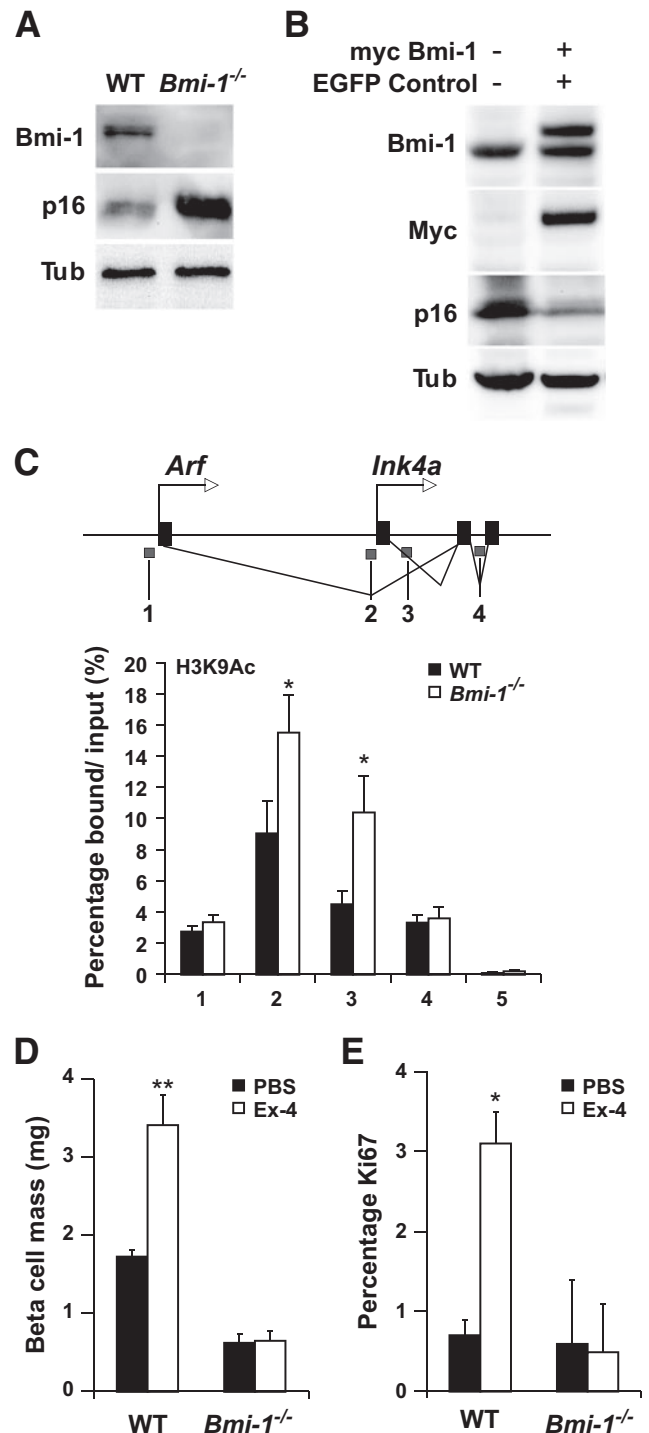 A
WT Bmi-1-/-
Bmi-1
p16
Tub
B
myc Bmi-1 - +
EGFP Control - +
Bmi-1
Myc
p16
Tub
C
Arf Ink4a
1 2 3 4
H3K9Ac
WT
Bmi-1-/-
Percentage bound/ input (%)
20
18
16
14
12
10
8
6
4
2
0
* *
1 2 3 4 5
D
PBS
Ex-4
Beta cell mass (mg)
4
3
2
1
0
**
WT Bmi-1-/-
E
PBS
Ex-4
Percentage Ki67
4
3
2
1
0
*
WT Bmi-1-/-